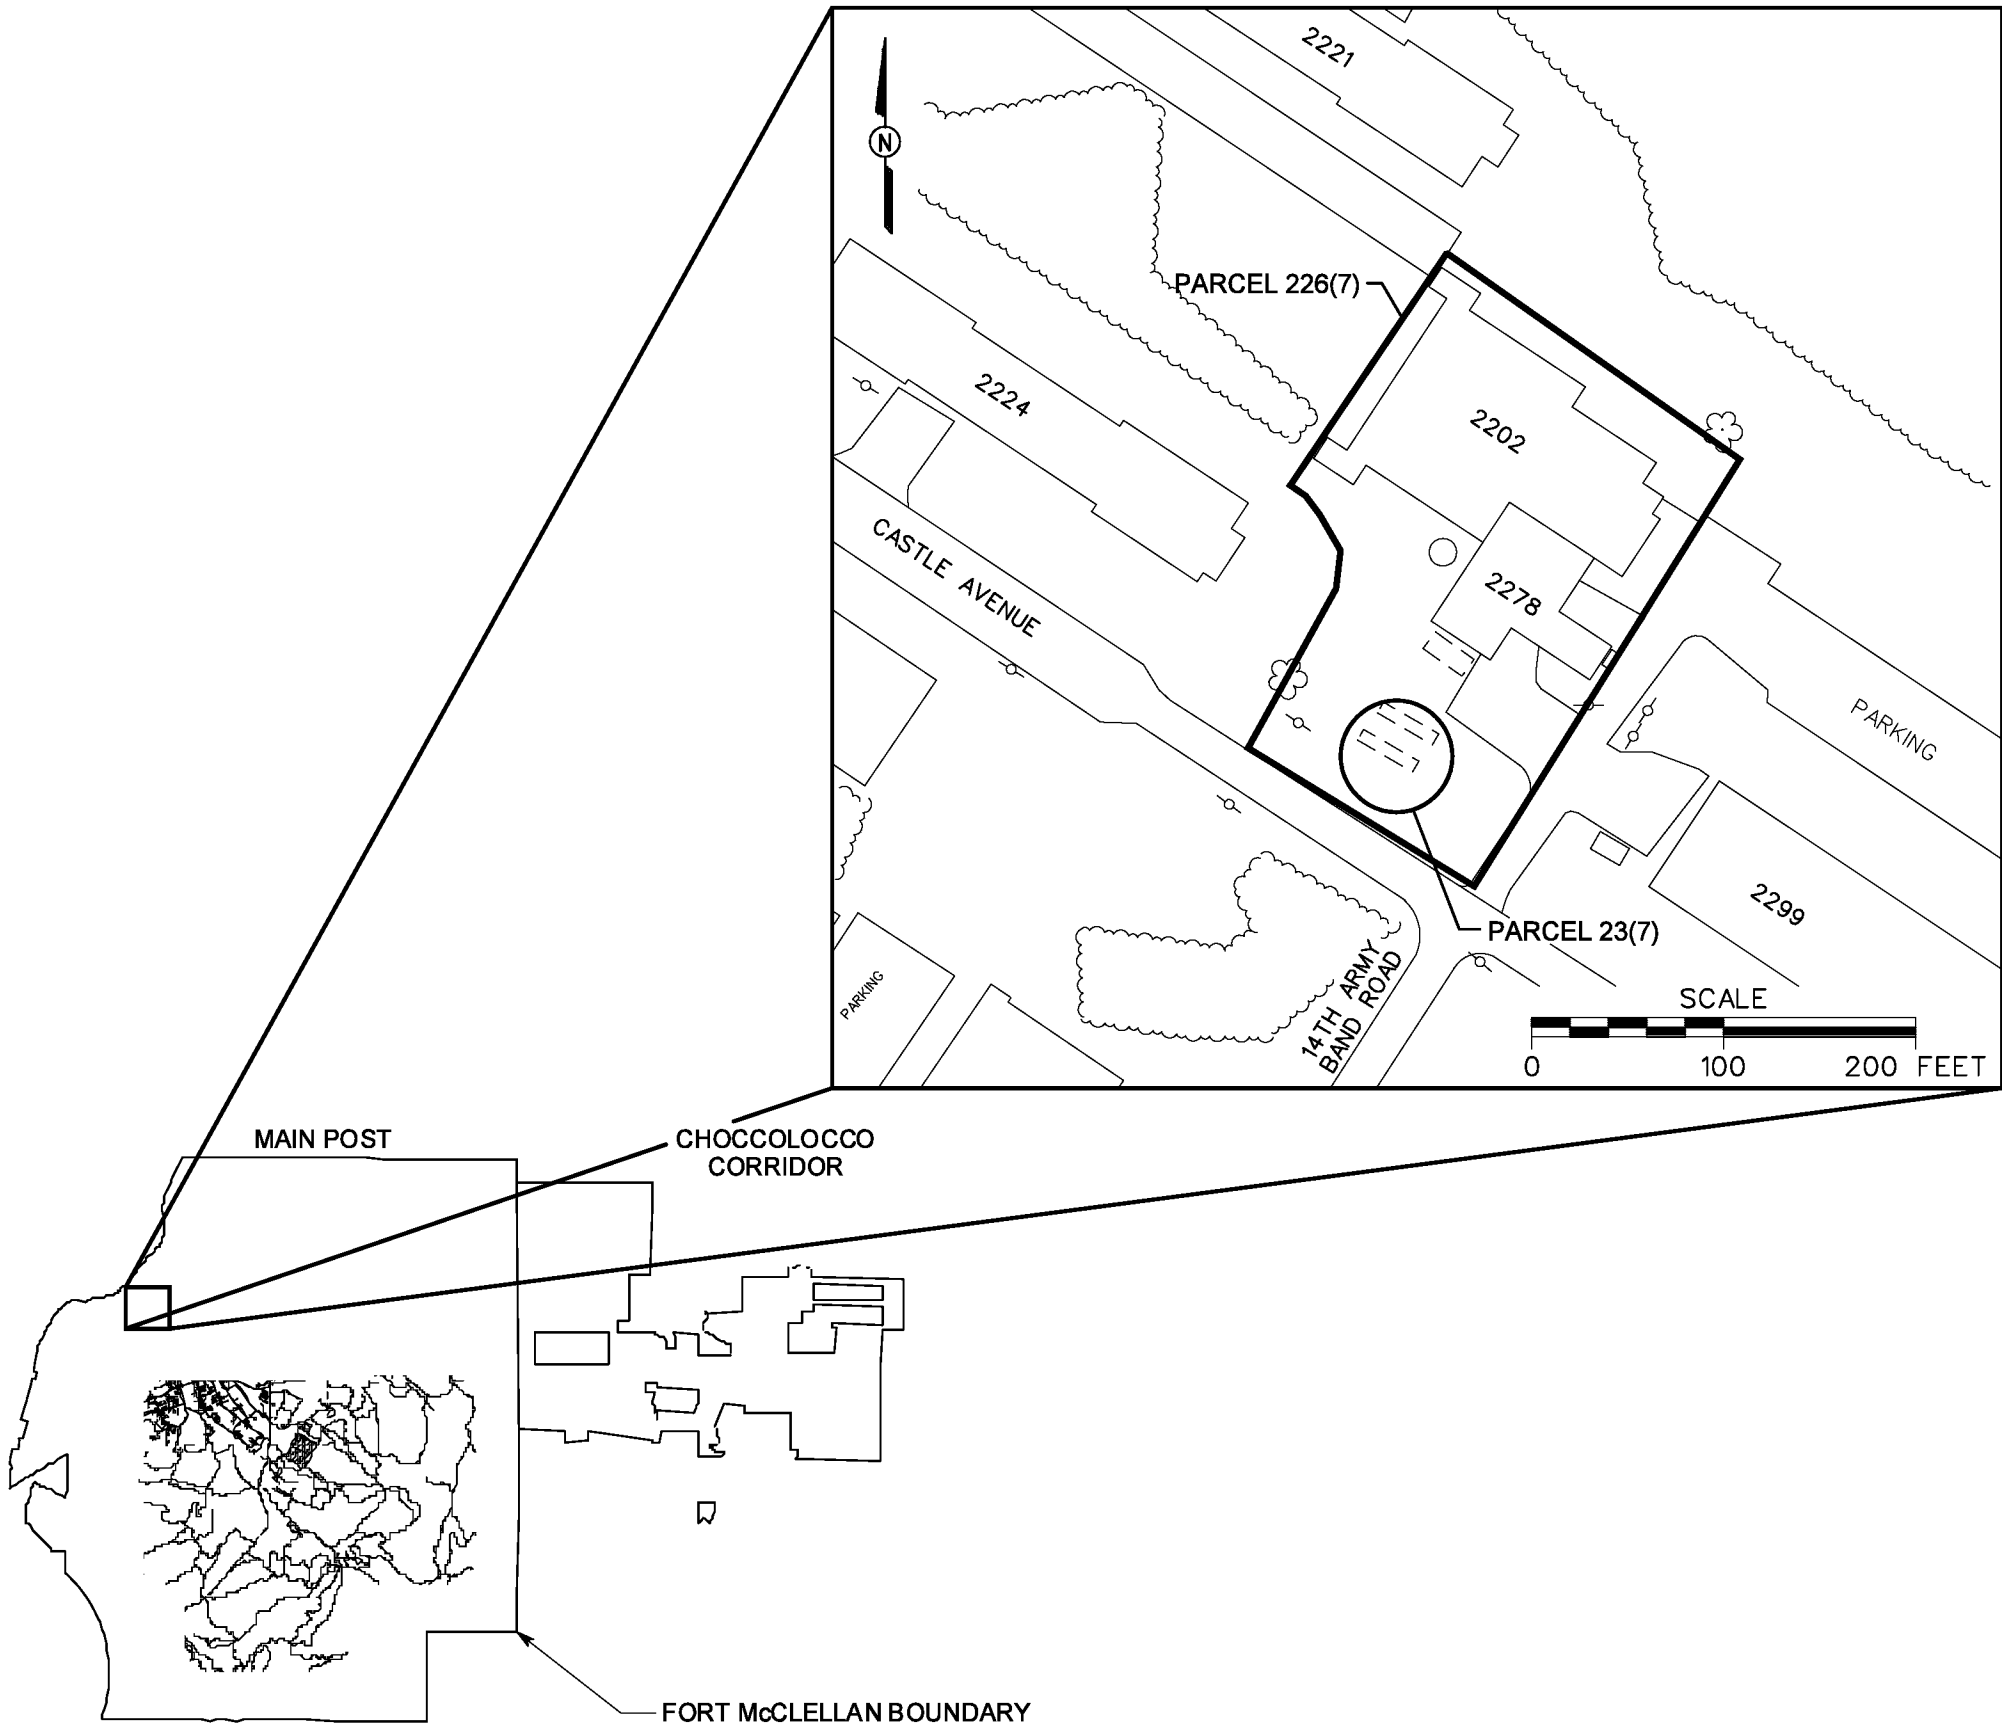 2221
N
PARCEL 226(7)
2224
2202
CASTLE AVENUE
2278
PARKING
2299
PARCEL 23(7)
14TH ARMY
BAND ROAD
PARKING
SCALE
0 100 200 FEET
MAIN POST
CHOCCOLOCCO
CORRIDOR
FORT McCLELLAN BOUNDARY